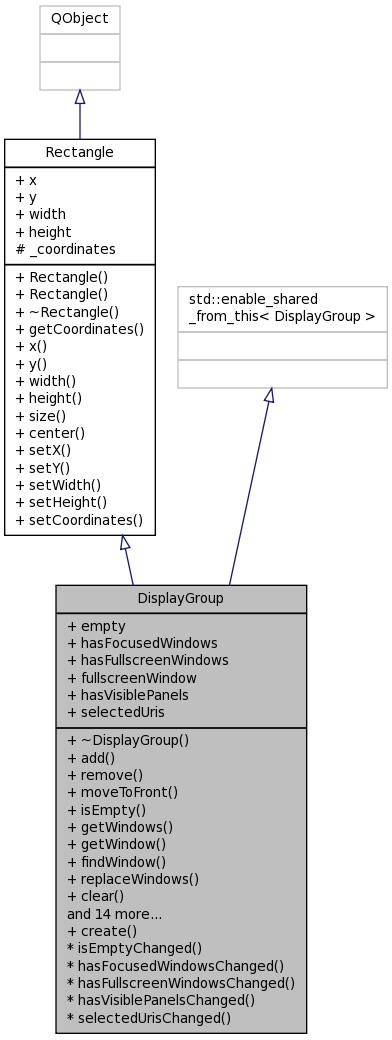 QObject
Rectangle
+ x
+ y
+ width
+ height
# _coordinates
+ Rectangle()
+ Rectangle()
+ ~Rectangle()
+ getCoordinates()
+ x()
+ y()
+ width()
+ height()
+ size()
+ center()
+ setX()
+ setY()
+ setWidth()
+ setHeight()
+ setCoordinates()
std::enable_shared
_from_this< DisplayGroup >
DisplayGroup
+ empty
+ hasFocusedWindows
+ hasFullscreenWindows
+ fullscreenWindow
+ hasVisiblePanels
+ selectedUris
+ ~DisplayGroup()
+ add()
+ remove()
+ moveToFront()
+ isEmpty()
+ getWindows()
+ getWindow()
+ findWindow()
+ replaceWindows()
+ clear()
and 14 more...
+ create()
* isEmptyChanged()
* hasFocusedWindowsChanged()
* hasFullscreenWindowsChanged()
* hasVisiblePanelsChanged()
* selectedUrisChanged()